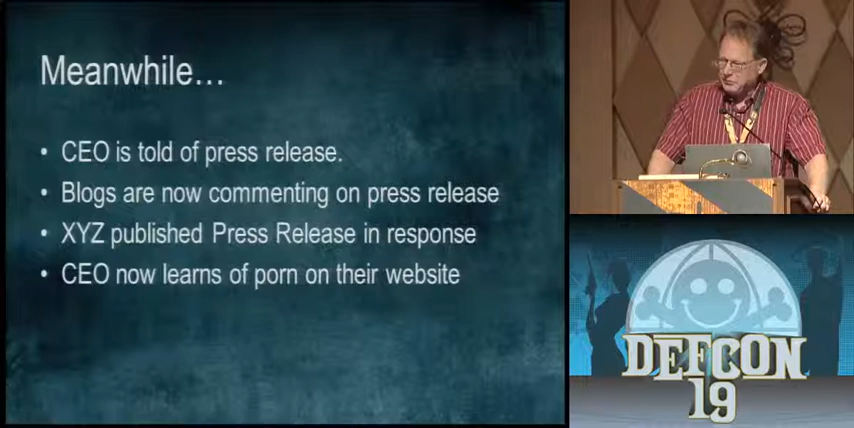 Meanwhile…
• CEO is told of press release.
• Blogs are now commenting on press release
• XYZ published Press Release in response
• CEO now learns of porn on their website
DEFCON
19